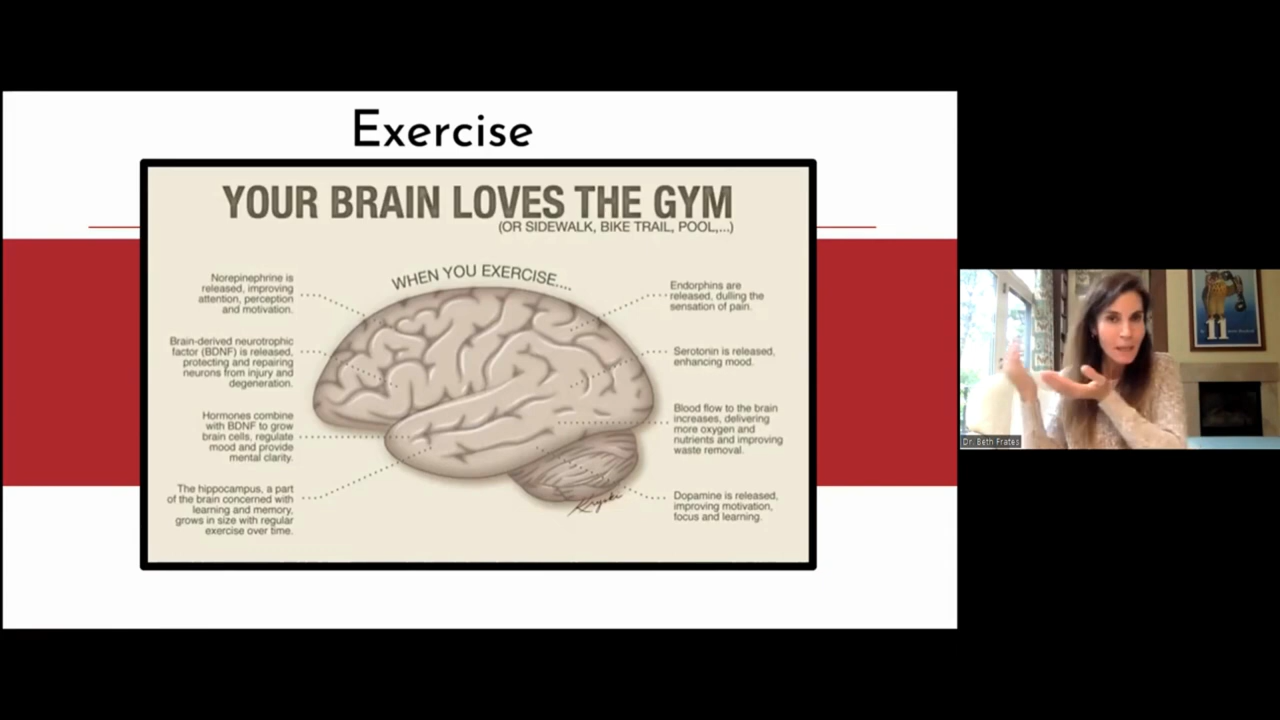 Exercise
YOUR BRAIN LOVES THE GYM
(OR SIDEWALK, BIKE TRAIL, POOL,...)
WHEN YOU EXERCISE....
Norepinephrine is
released, improving
attention, perception
and motivation.
Brain-derived neurotrophic
factor (BDNF) is released,
protecting and repairing
neurons from injury and
degeneration.
Hormones combine
with BDNF to grow
brain cells, regulate
mood and provide
mental clarity.
The hippocampus, a part
of the brain concerned with
learning and memory,
grows in size with regular
exercise over time.
Endorphins are
released, dulling the
sensation of pain.
Serotonin is released,
enhancing mood.
Blood flow to the brain
increases, delivering
more oxygen and
nutrients and improving
waste removal.
Dopamine is released,
improving motivation,
focus and learning.
11
Dr. Beth Frates